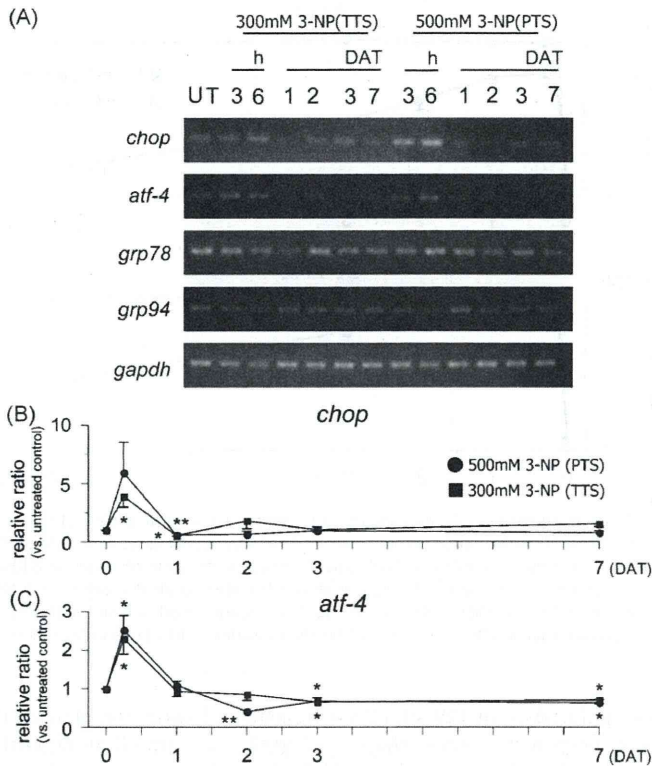 (A)
300mM 3-NP(TTS) 500mM 3-NP(PTS)
h DAT h DAT
UT 3 6 1 2 3 7 3 6 1 2 3 7
chop
atf-4
grp78
grp94
gapdh
(B) chop
10
5
0
relative ratio
(vs. untreated control)
500mM 3-NP (PTS)
300mM 3-NP (TTS)
*
*
**
0 1 2 3 7 (DAT)
(C) atf-4
3
2
1
0
relative ratio
(vs. untreated control)
*
*
**
*
*
*
*
0 1 2 3 7 (DAT)